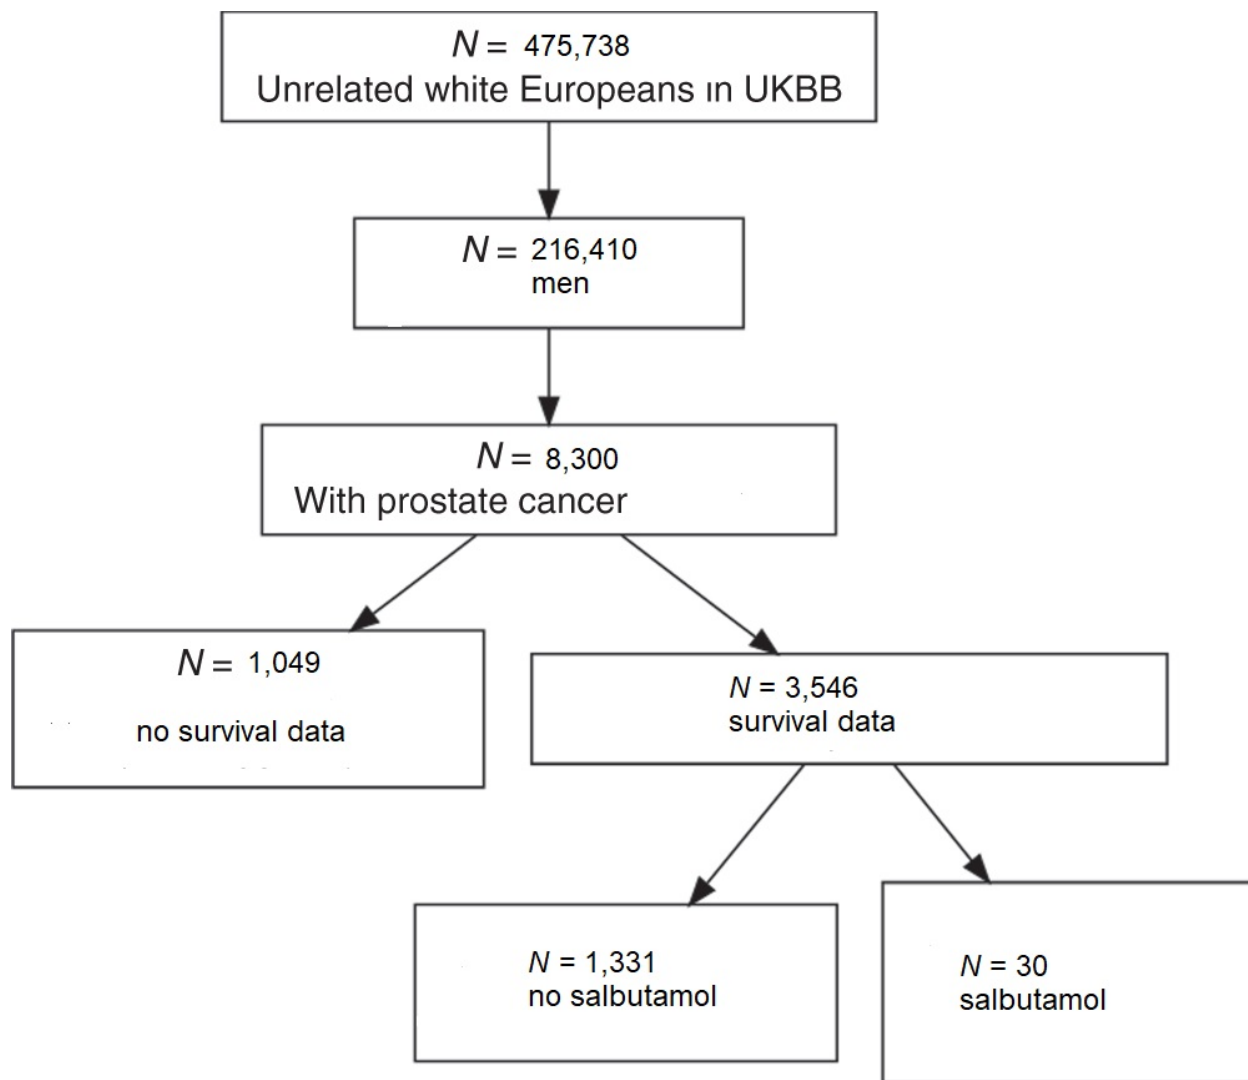 N = 475,738
Unrelated white Europeans in UKBB
N = 216,410
men
N = 8,300
With prostate cancer
N = 1,049
no survival data
N = 3,546
survival data
N = 1,331
no salbutamol
N = 30
salbutamol